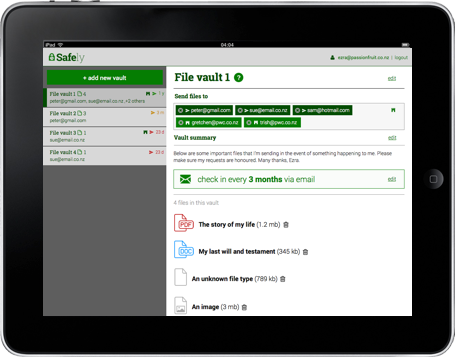 iPad
04:04
Safely
ezra@passionfruit.co.nz | logout
+ add new vault
File vault 1 4
peter@gmail.com, sue@email.co.nz, +2 others
File vault 2 3
peter@gmail.com
File vault 3 1
23 d
sue@email.co.nz
File vault 4 1
23 d
sue@email.co.nz
File vault 1 ?
edit
Send files to
peter@gmail.com
sue@email.co.nz
sam@hotmail.com
gretchen@pwc.co.nz
trish@pwc.co.nz
Vault summary
edit
Below are some important files that I'm sending in the event of something happening to me. Please
make sure my requests are honoured. Many thanks, Ezra.
check in every 3 months via email
edit
4 files in this vault
PDF
The story of my life (1.2 mb)
DOC
My last will and testament (345 kb)
An unknown file type (789 kb)
An image (3 mb)